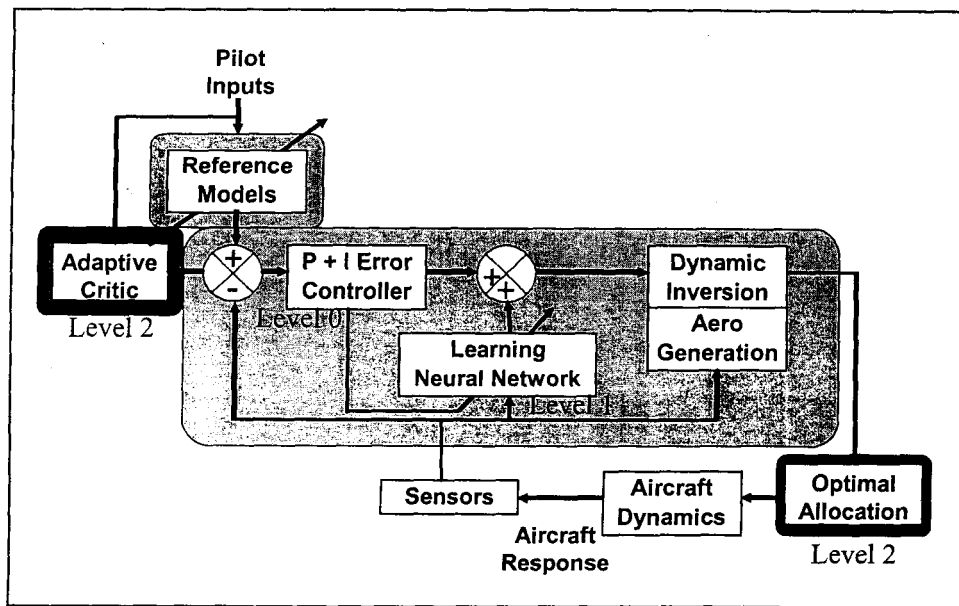 Pilot
Inputs
Reference
Models
Adaptive
Critic
Level 2
+
-
P + I Error
Controller
Level 0
+
+
Learning
Neural Network
Level 1
Dynamic
Inversion
Aero
Generation
Sensors
Aircraft
Dynamics
Aircraft
Response
Optimal
Allocation
Level 2